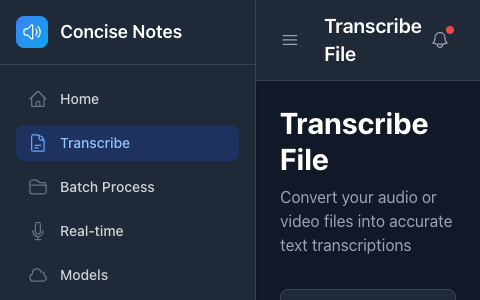 Concise Notes
Home
Transcribe
Batch Process
Real-time
Models
Transcribe
File
Transcribe
File
Convert your audio or
video files into accurate
text transcriptions